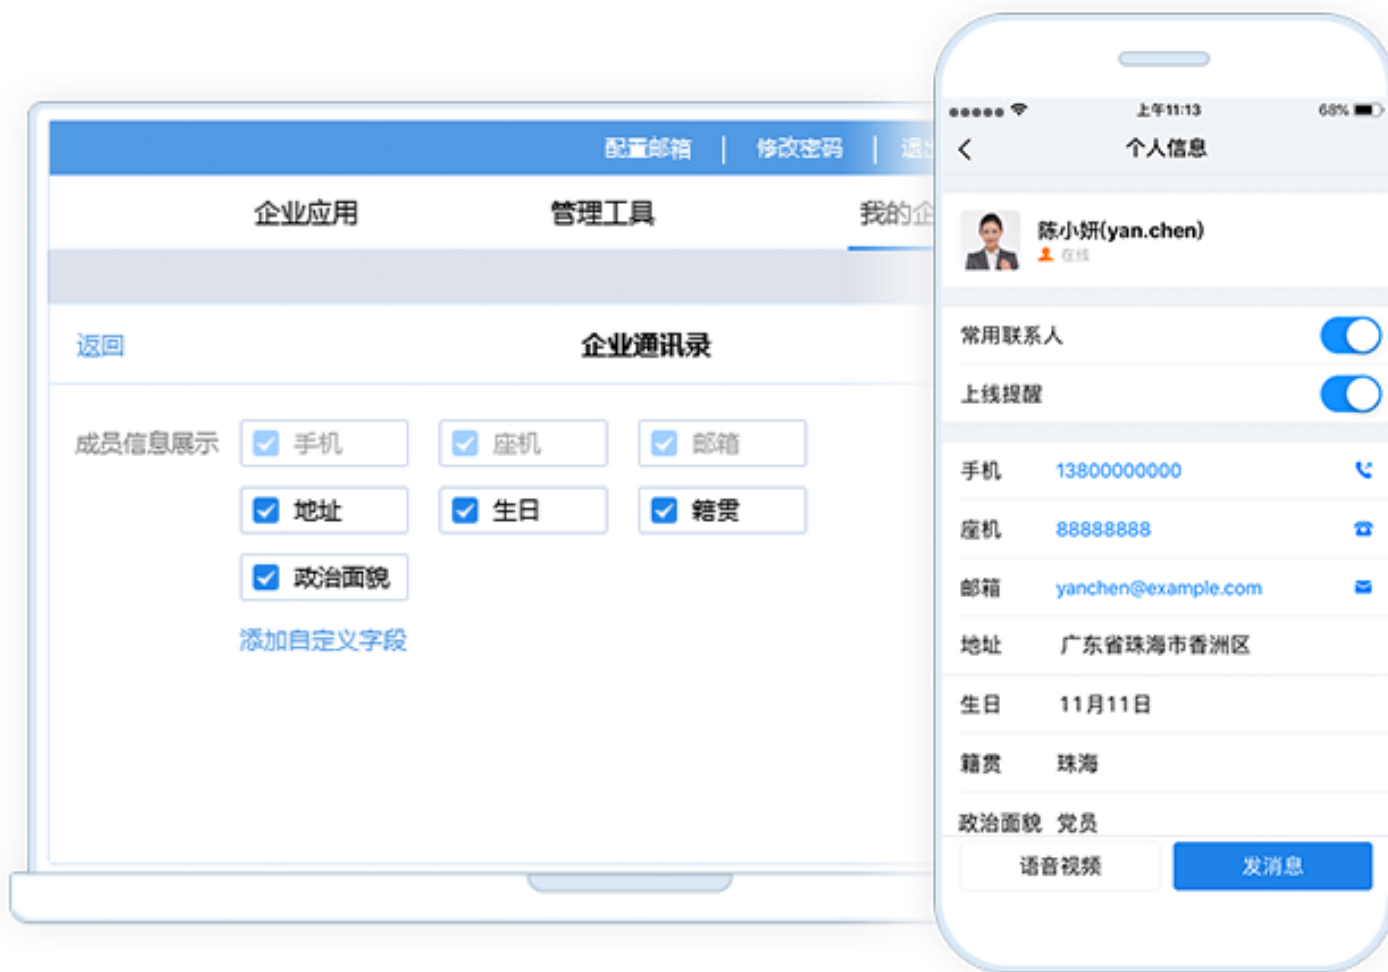 配置邮箱 | 修改密码 | 退
企业应用 管理工具 我的企
返回 企业通讯录
成员信息展示 手机 座机 邮箱
地址 生日 籍贯
政治面貌
添加自定义字段
上午11:13 68%
个人信息
陈小妍(yan.chen)
在线
常用联系人
上线提醒
手机 13800000000
座机 88888888
邮箱 yanchen@example.com
地址 广东省珠海市香洲区
生日 11月11日
籍贯 珠海
政治面貌 党员
语音视频 发消息